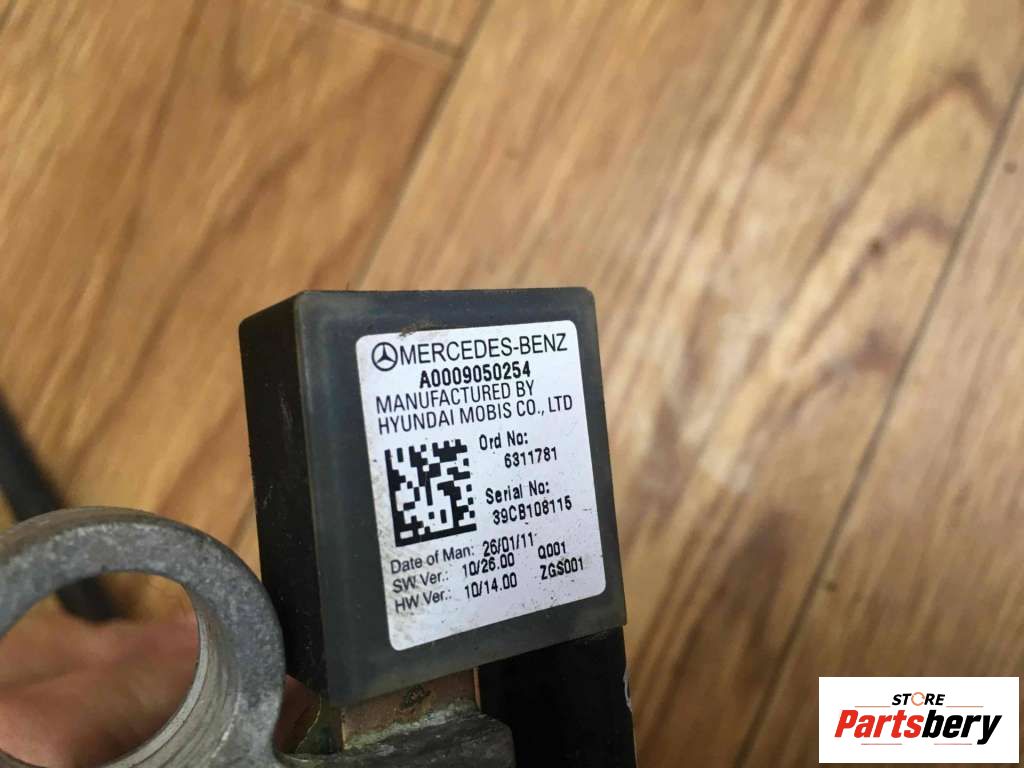 MERCEDES-BENZ
A0009050254
MANUFACTURED BY
HYUNDAI MOBIS CO., LTD
Ord No:
6311781
Serial No:
39CB108115
Date of Man: 26/01/11
SW Ver.: 10/26.00 Q001
HW Ver.: 10/14.00 ZGS001
STORE
Partsbery